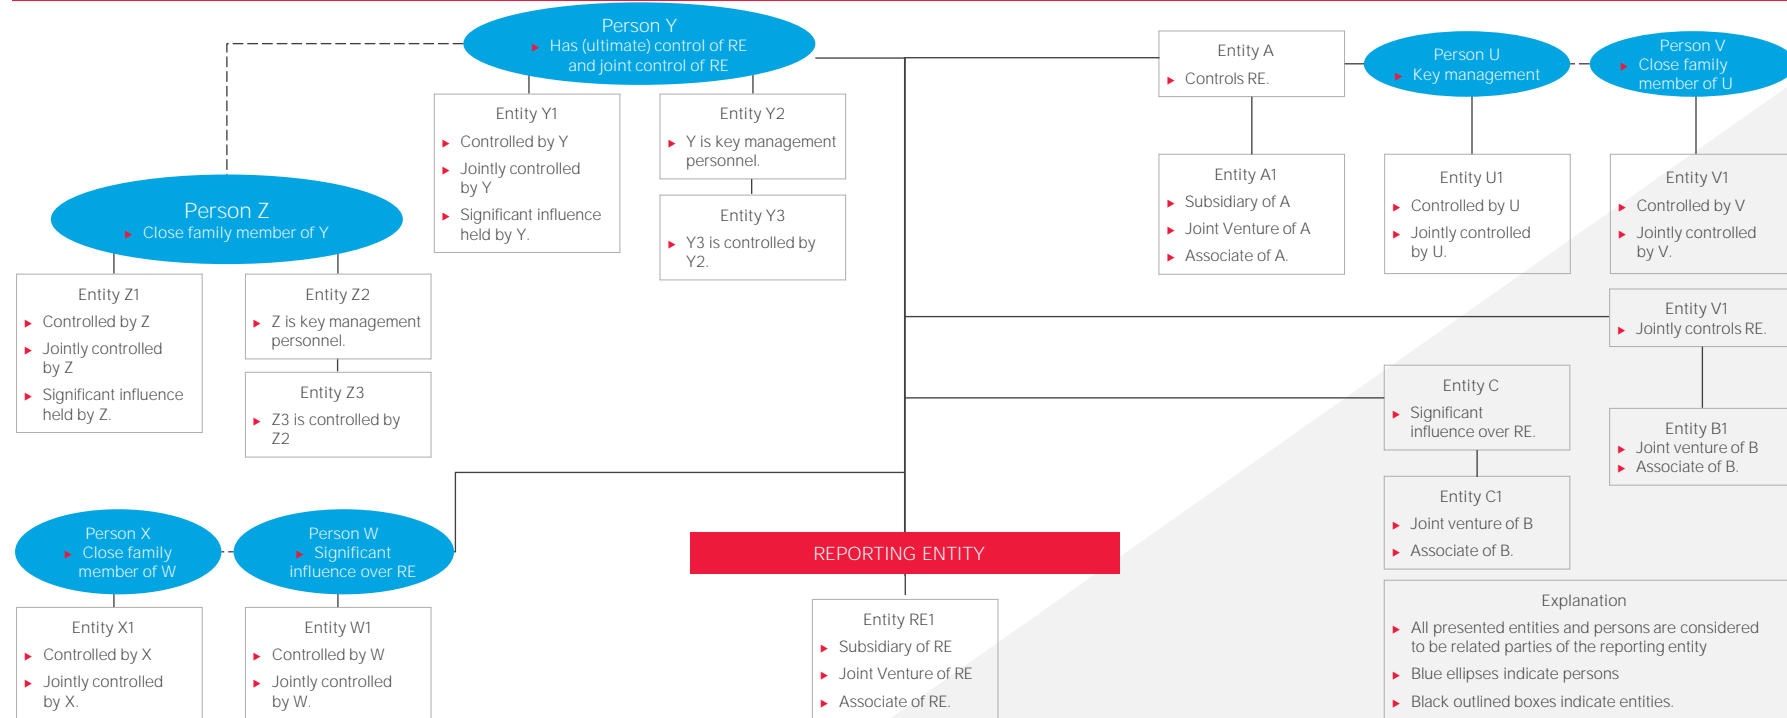 Person Y
Has (ultimate) control of RE
and joint control of RE
Entity Y1
Controlled by Y
Jointly controlled
by Y
Significant influence
held by Y.
Entity Y2
Y is key management
personnel.
Entity Y3
Y3 is controlled by
Y2.
Person Z
Close family member of Y
Entity Z1
Controlled by Z
Jointly controlled
by Z
Significant influence
held by Z.
Entity Z2
Z is key management
personnel.
Entity Z3
Z3 is controlled by
Z2
Entity A
Controls RE.
Entity A1
Subsidiary of A
Joint Venture of A
Associate of A.
Person U
Key management
Entity U1
Controlled by U
Jointly controlled
by U.
Person V
Close family
member of U
Entity V1
Controlled by V
Jointly controlled
by V.
Entity V1
Jointly controls RE.
Entity B1
Joint venture of B
Associate of B.
Entity C
Significant
influence over RE.
Entity C1
Joint venture of B
Associate of B.
Person X
Close family
member of W
Entity X1
Controlled by X
Jointly controlled
by X.
Person W
Significant
influence over RE
Entity W1
Controlled by W
Jointly controlled
by W.
REPORTING ENTITY
Entity RE1
Subsidiary of RE
Joint Venture of RE
Associate of RE.
Explanation
All presented entities and persons are considered
to be related parties of the reporting entity
Blue ellipses indicate persons
Black outlined boxes indicate entities.